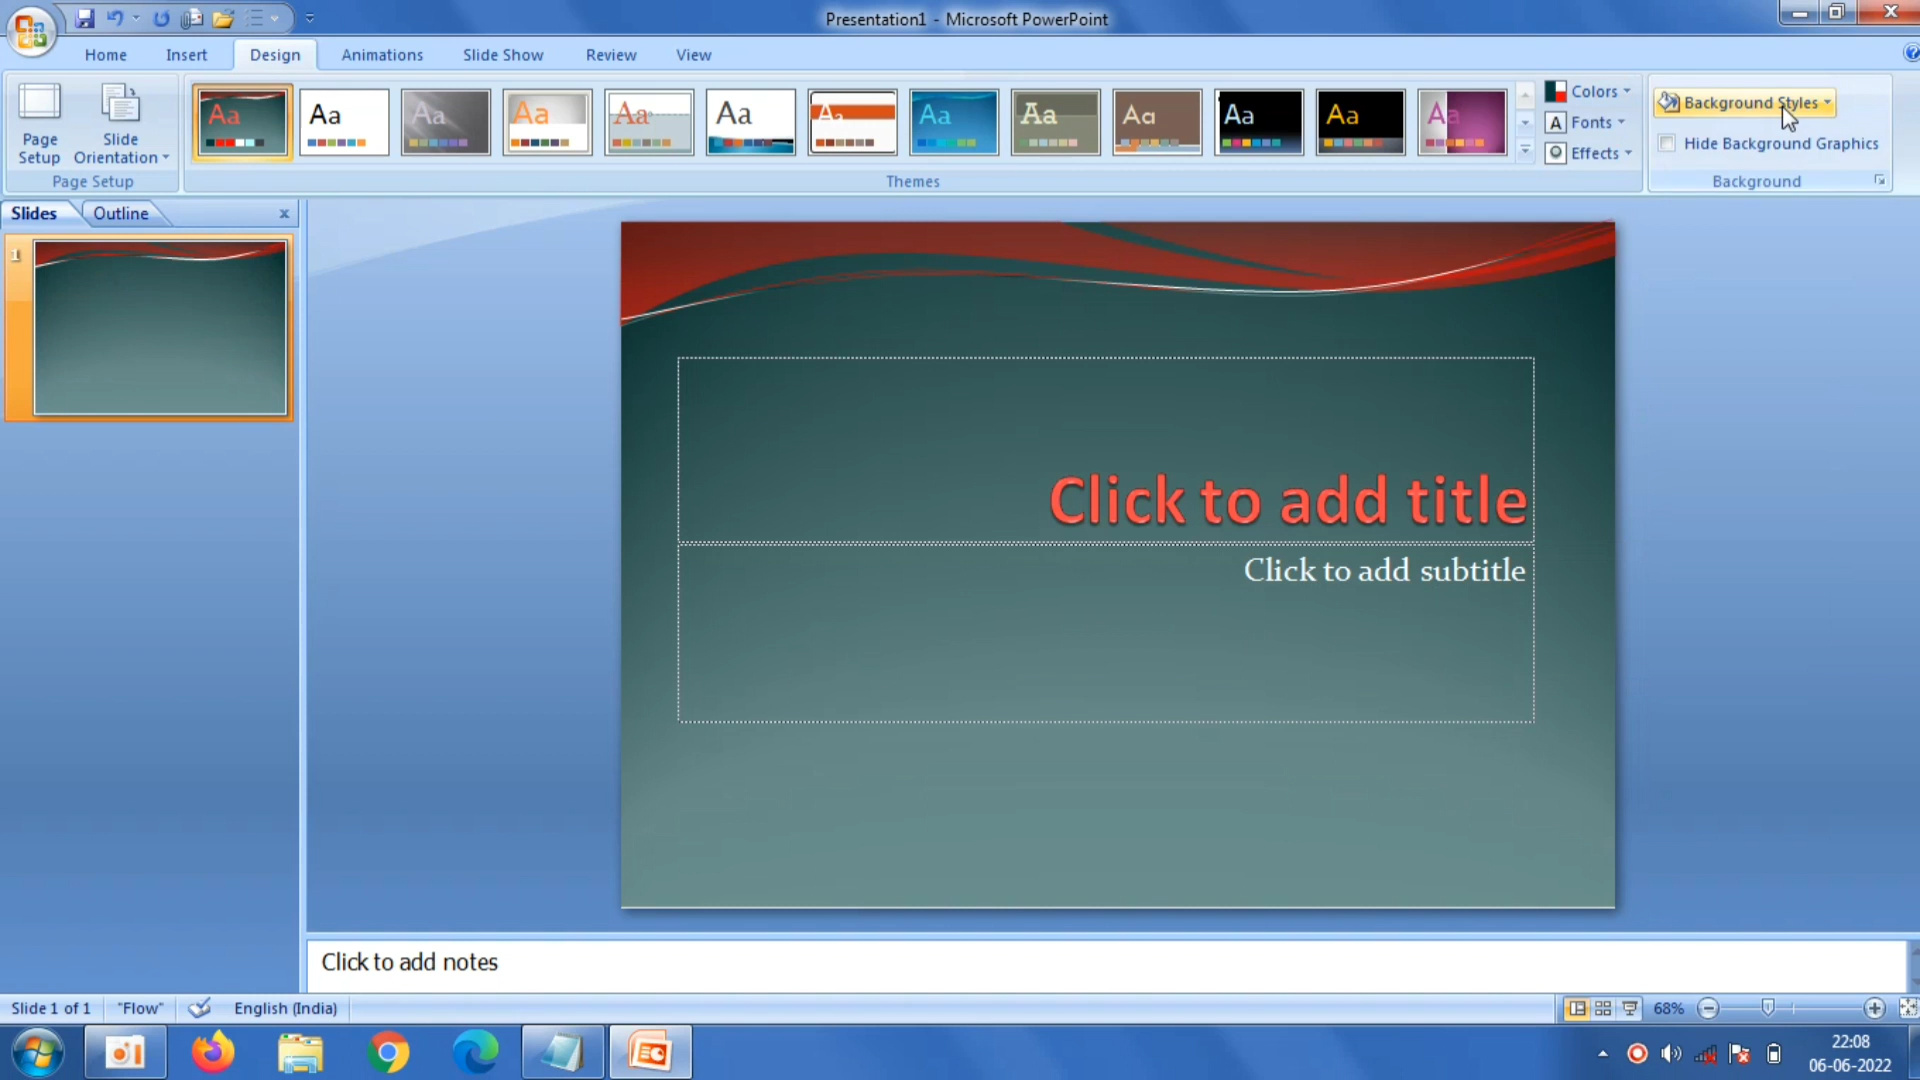 Presentation1 - Microsoft PowerPoint
Home Insert Design Animations Slide Show Review View
Aa Aa Aa Aa Aa Aa Aa Aa Aa Aa Aa Aa Aa
Page Setup
Slide Orientation
Page Setup
Themes
Colors
A Fonts
Effects
Background Styles
Hide Background Graphics
Background
Slides Outline x
1
Click to add title
Click to add subtitle
Click to add notes
Slide 1 of 1 "Flow" English (India) 68%
22:08
06-06-2022